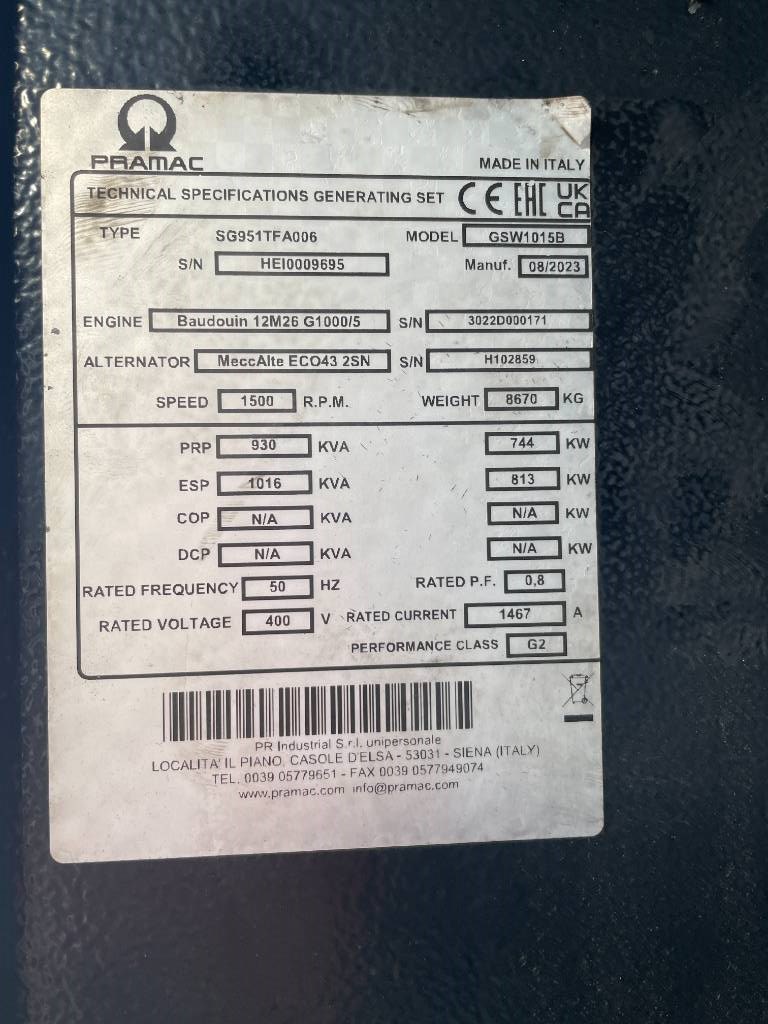 PRAMAC
MADE IN ITALY
TECHNICAL SPECIFICATIONS GENERATING SET CE EAC UK CA
TYPE SG951TFA006 MODEL GSW1015B
S/N HEI0009695 Manuf. 08/2023
ENGINE Baudouin 12M26 G1000/5 S/N 3022D000171
ALTERNATOR MeccAlte ECO43 2SN S/N H102859
SPEED 1500 R.P.M. WEIGHT 8670 KG
PRP 930 KVA 744 KW
ESP 1016 KVA 813 KW
COP N/A KVA N/A KW
DCP N/A KVA N/A KW
RATED FREQUENCY 50 HZ RATED P.F. 0,8
RATED VOLTAGE 400 V RATED CURRENT 1467 A
PERFORMANCE CLASS G2
PR Industrial S.r.l. unipersonale
LOCALITA' IL PIANO, CASOLE D'ELSA - 53031 - SIENA (ITALY)
TEL. 0039 05779651 - FAX 0039 0577949074
www.pramac.com info@pramac.com